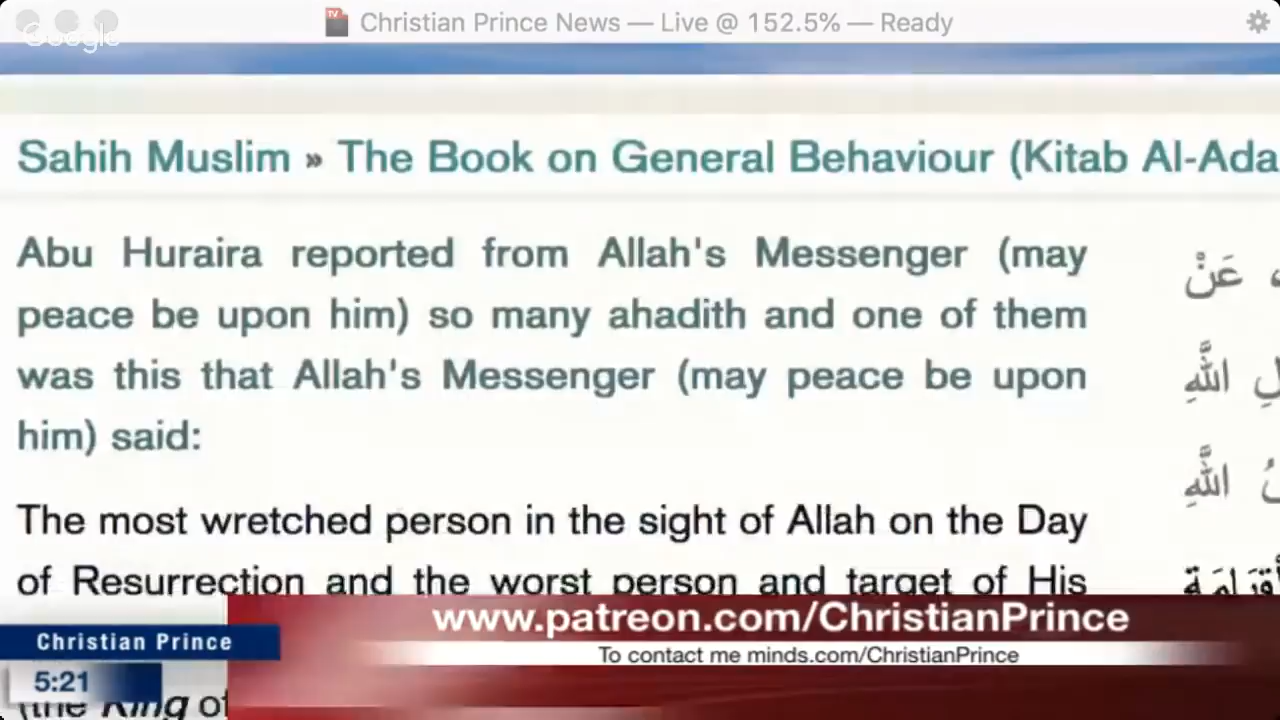 Christian Prince News — Live @ 152.5% — Ready
Google
Sahih Muslim » The Book on General Behaviour (Kitab Al-Ada
Abu Huraira reported from Allah's Messenger (may
peace be upon him) so many ahadith and one of them
was this that Allah's Messenger (may peace be upon
him) said:
عَنْ
لِ اللَّهِ
اللَّهِ
The most wretched person in the sight of Allah on the Day
of Resurrection and the worst person and target of His
www.patreon.com/ChristianPrince
Christian Prince
To contact me minds.com/ChristianPrince
5:21
(the King of